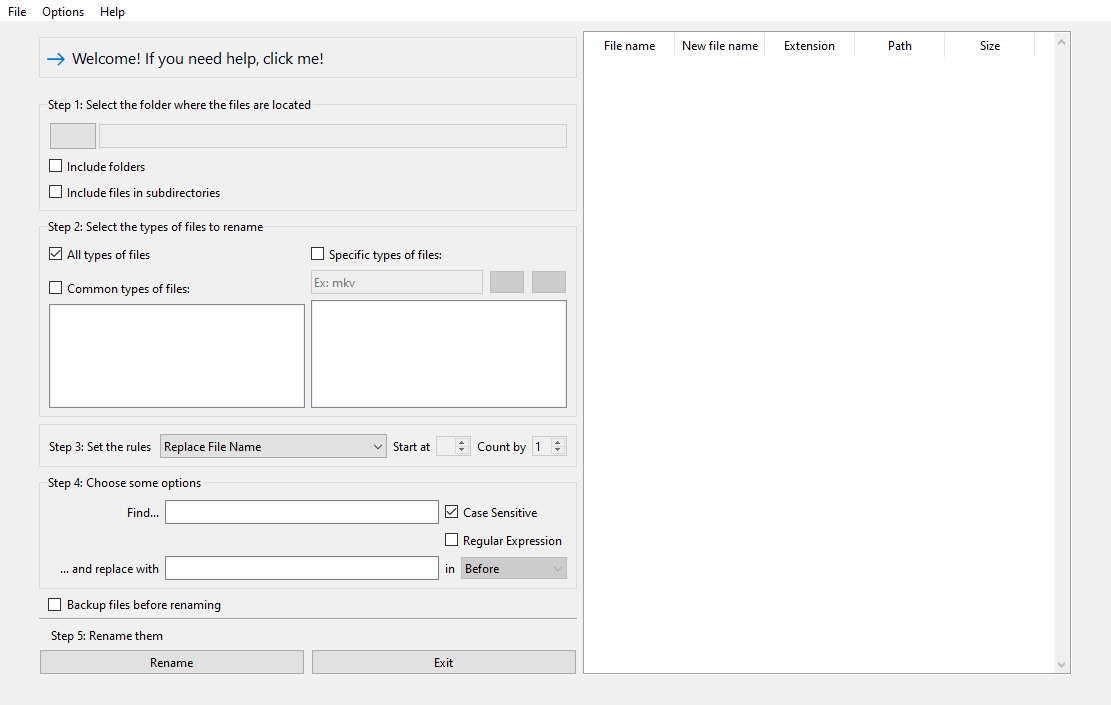 File Options Help
Welcome! If you need help, click me!
Step 1: Select the folder where the files are located
Include folders
Include files in subdirectories
Step 2: Select the types of files to rename
All types of files
Specific types of files:
Ex: mkv
Common types of files:
Step 3: Set the rules Replace File Name Start at Count by 1
Step 4: Choose some options
Find... Case Sensitive
Regular Expression
... and replace with in Before
Backup files before renaming
Step 5: Rename them
Rename Exit
File name New file name Extension Path Size